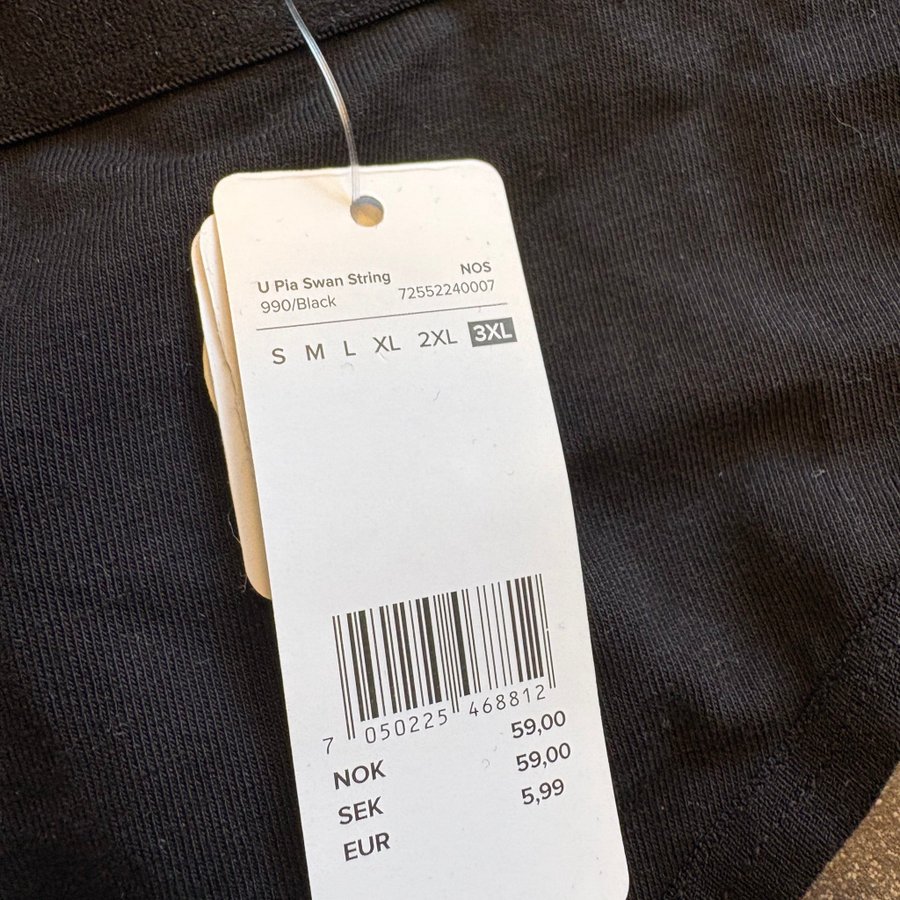 U Pia Swan String NOS
990/Black 72552240007
S M L XL 2XL 3XL
7 050225 468812
NOK 59,00
SEK 59,00
EUR 5,99